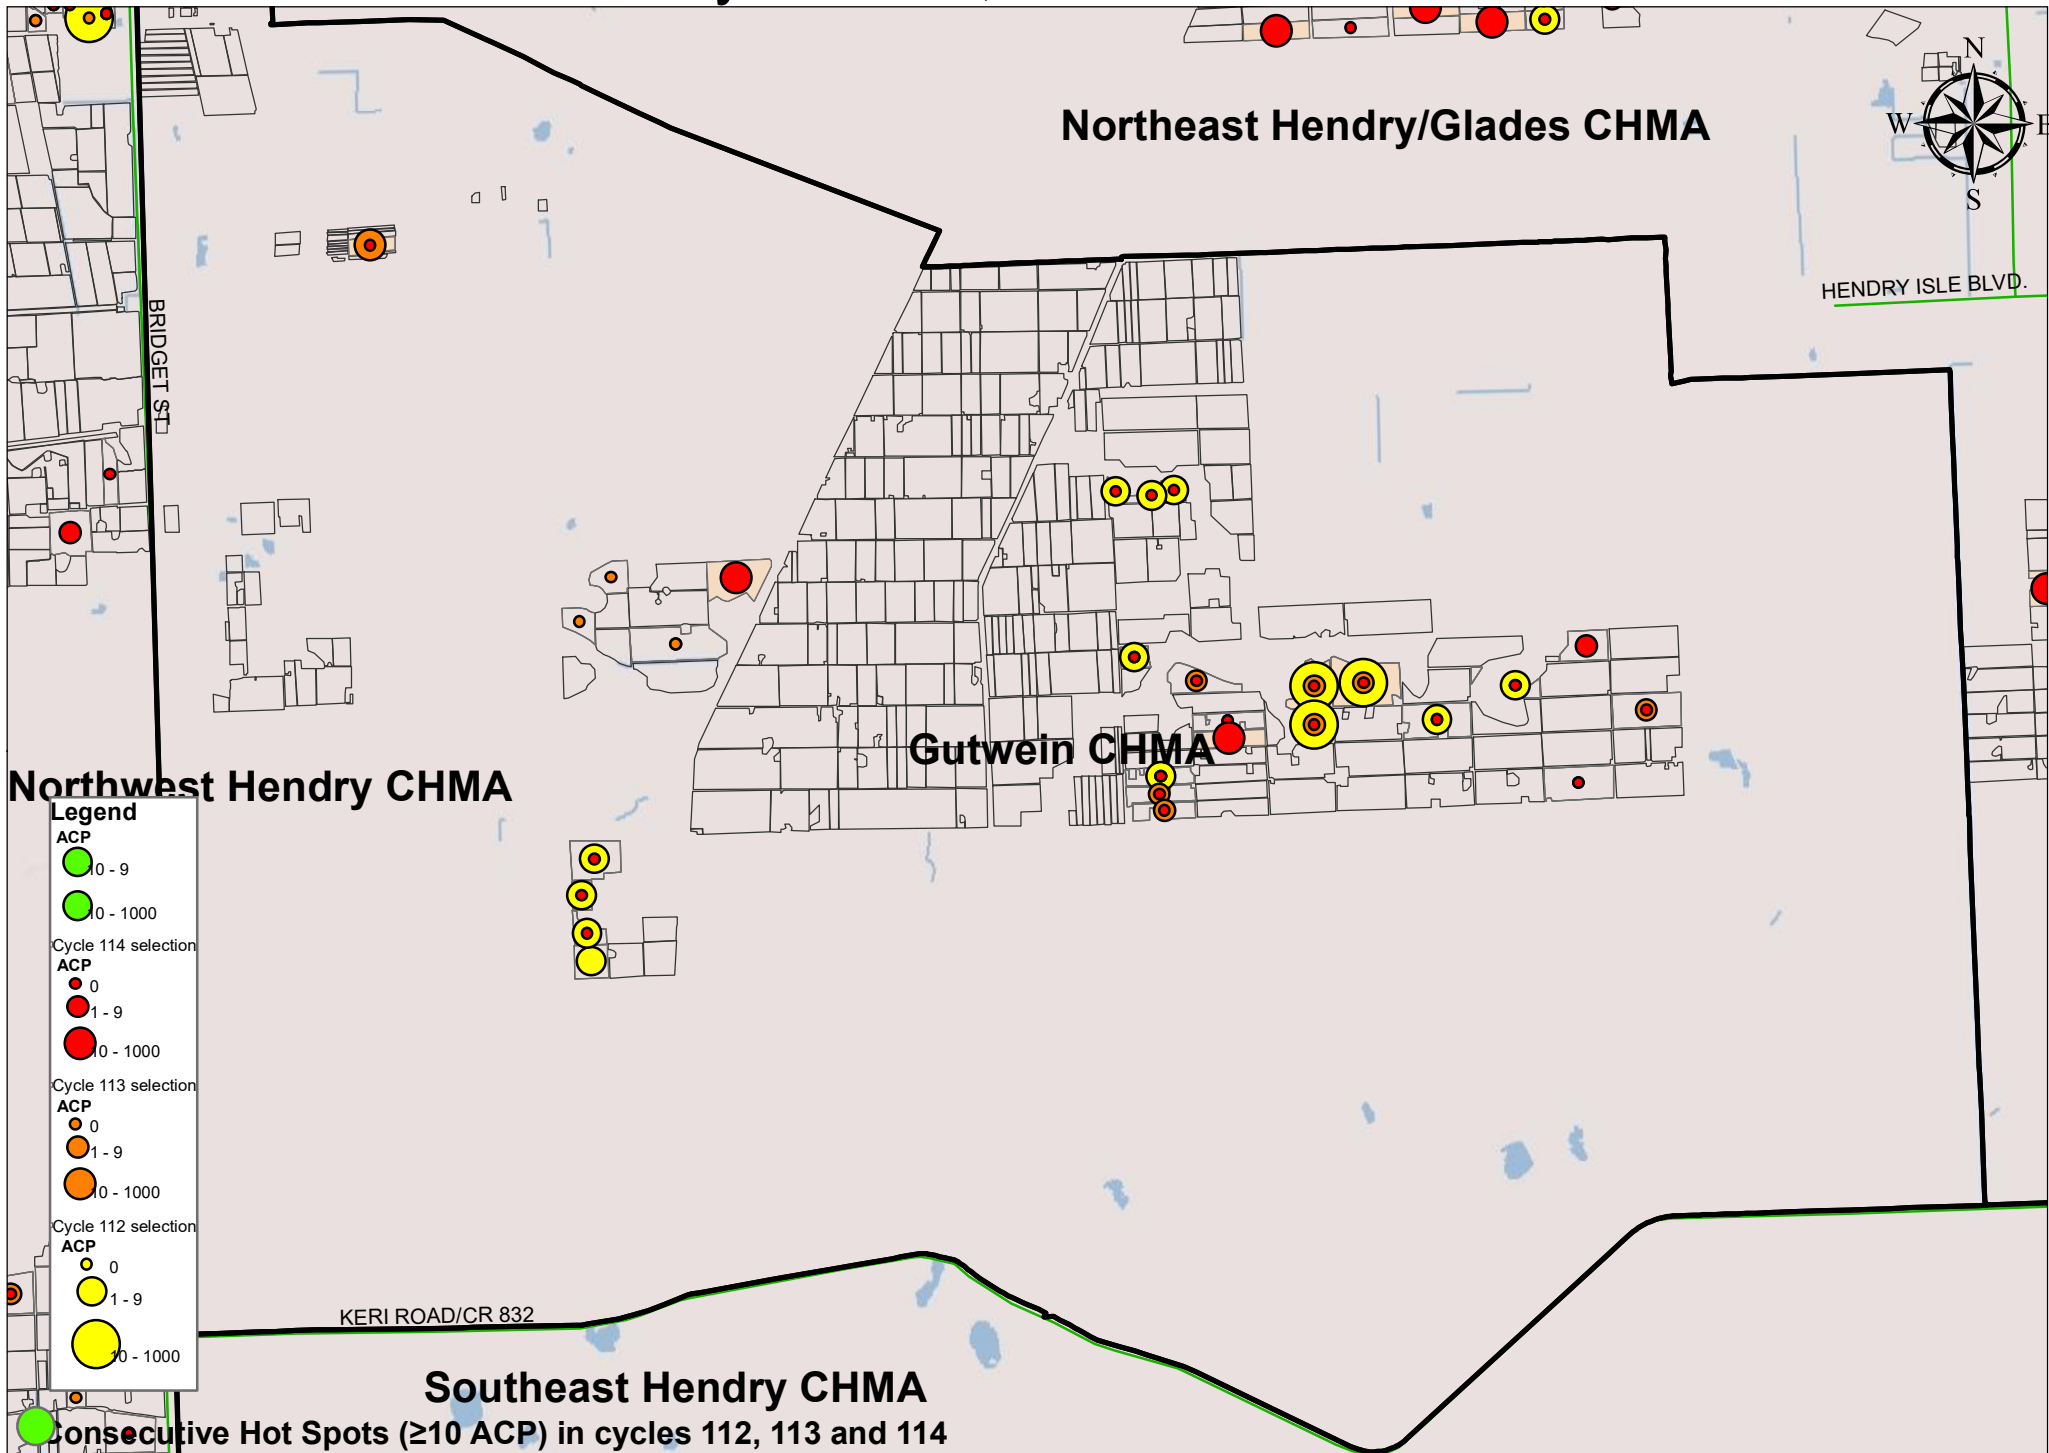 Northeast Hendry/Glades CHMA
N
W
E
S
HENDRY ISLE BLVD.
BRIDGET ST
Gutwein CHMA
Northwest Hendry CHMA
Legend
ACP
10 - 9
10 - 1000
Cycle 114 selection
ACP
0
1 - 9
10 - 1000
Cycle 113 selection
ACP
0
1 - 9
10 - 1000
Cycle 112 selection
ACP
0
1 - 9
10 - 1000
KERI ROAD/CR 832
Southeast Hendry CHMA
Consecutive Hot Spots (≥10 ACP) in cycles 112, 113 and 114